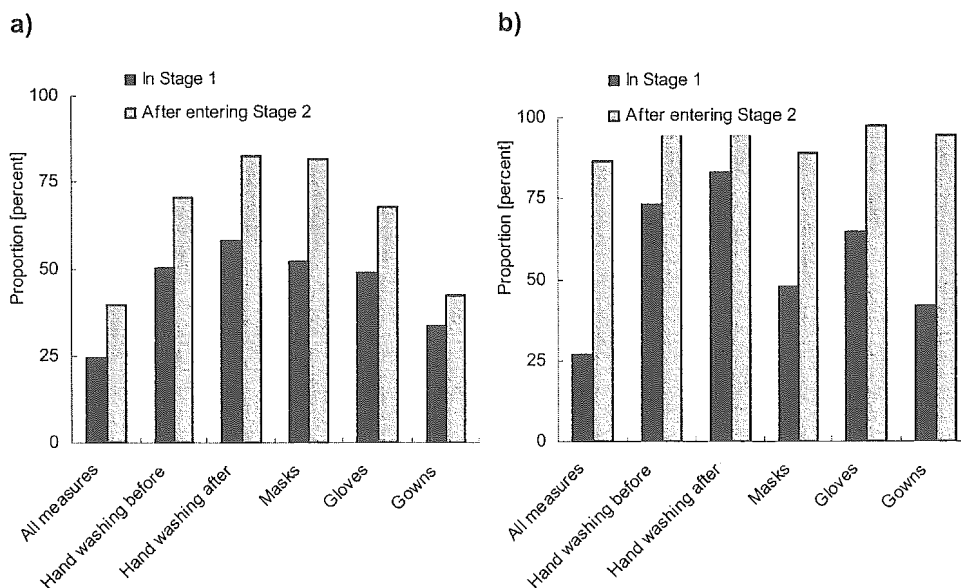 a)
In Stage 1
After entering Stage 2
100
75
50
25
0
Proportion [percent]
All measures
Hand washing before
Hand washing after
Masks
Gloves
Gowns
b)
In Stage 1
After entering Stage 2
100
75
50
25
0
Proportion [percent]
All measures
Hand washing before
Hand washing after
Masks
Gloves
Gowns